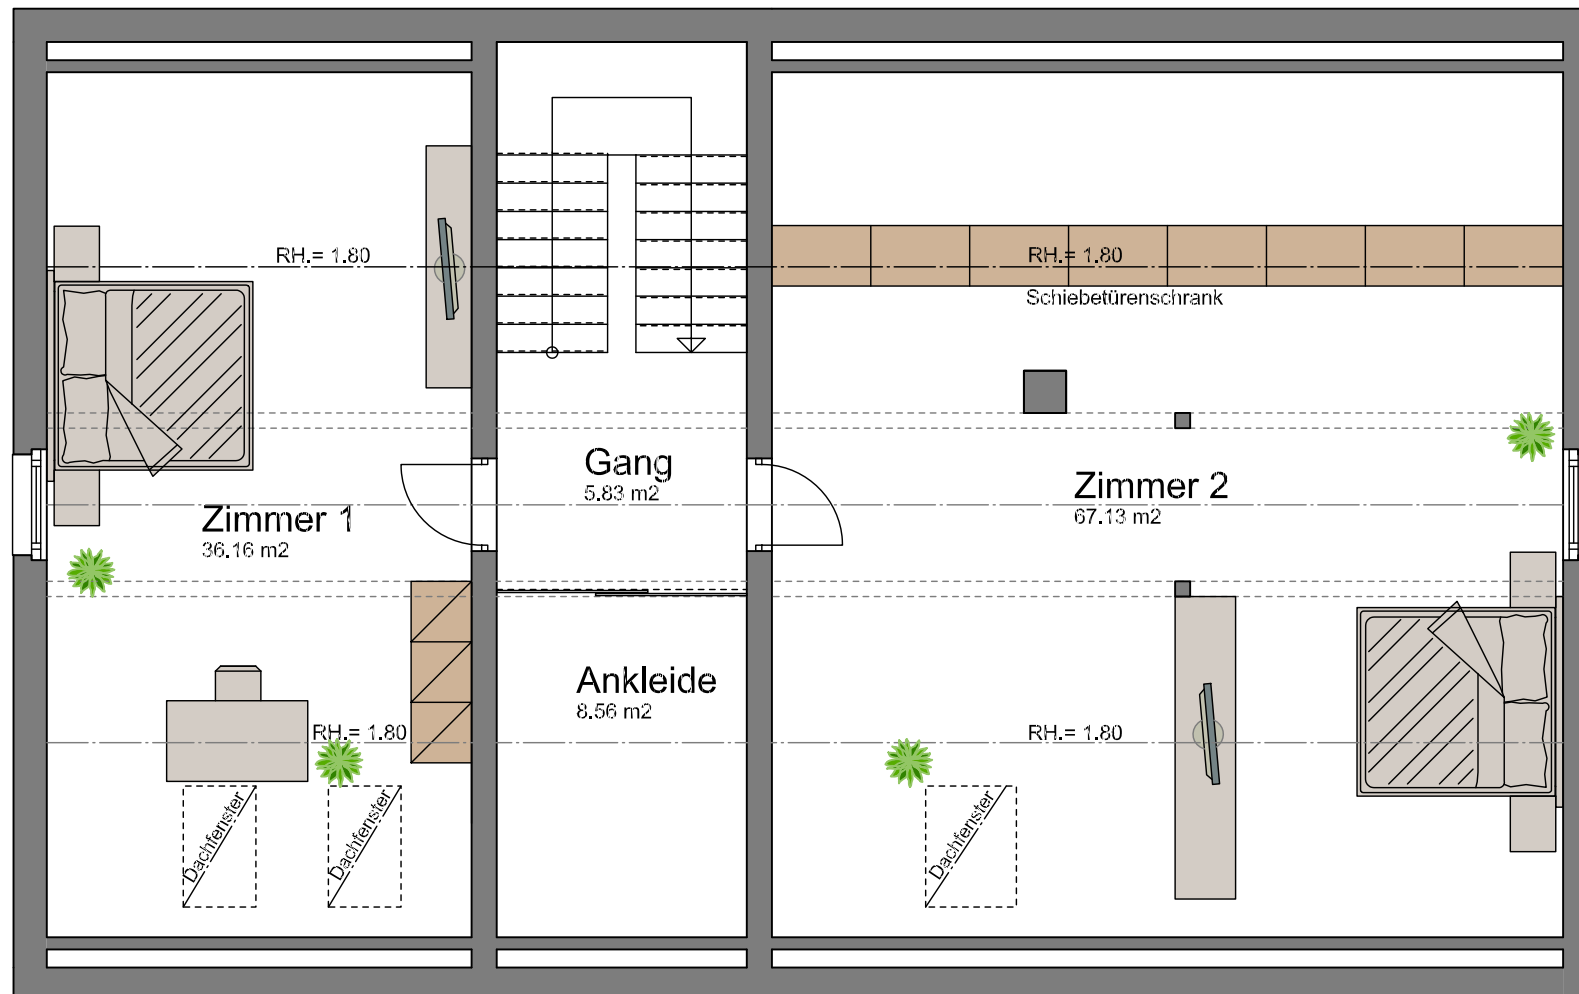 RH.= 1.80
RH.= 1.80
Schiebetürenschrank
Gang
5.83 m2
Zimmer 2
67.13 m2
Zimmer 1
36.16 m2
Ankleide
8.56 m2
RH.= 1.80
RH.= 1.80
Dachfenster
Dachfenster
Dachfenster